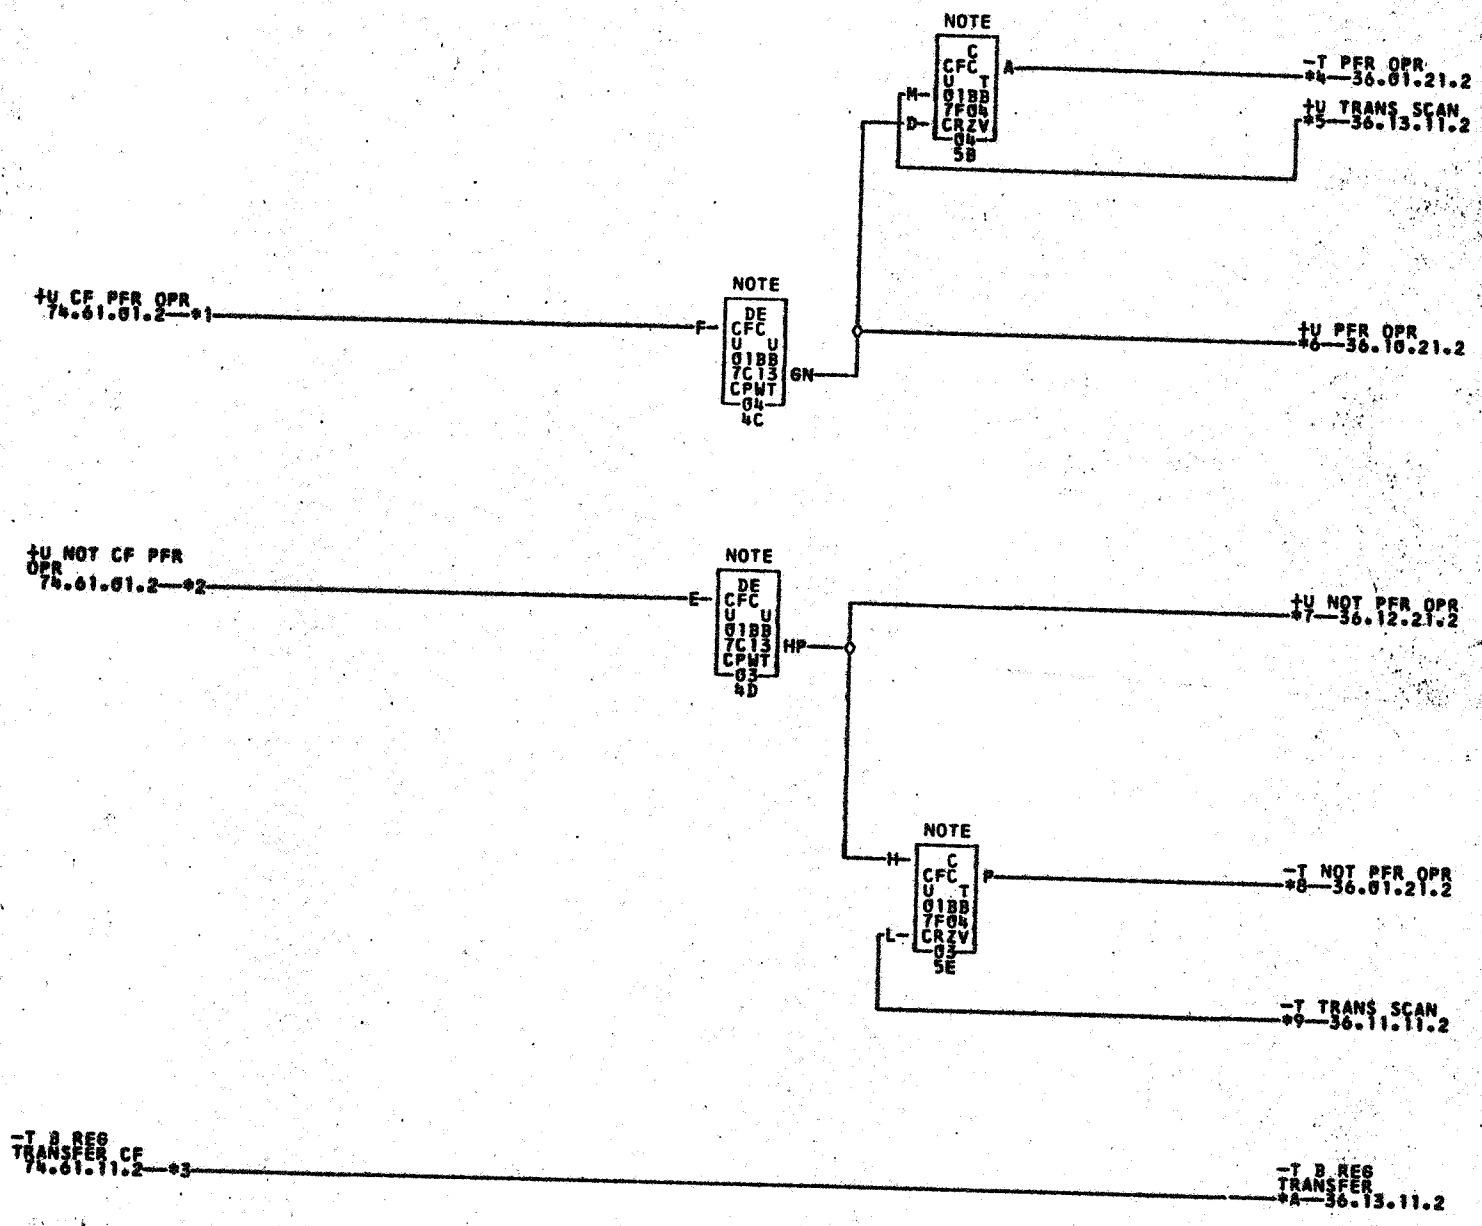 NOTE
C
CFC
U T
01BB
7F04
CRZV
04
5B
A
M
D
-T PFR OPR
*4—36.01.21.2
+U TRANS SCAN
*5—36.13.11.2
+U CF PFR OPR
74.61.01.2—*1
F
NOTE
DE
CFC
U U
01BB
7C13
CPWT
04
4C
GN
+U PFR OPR
*6—36.10.21.2
+U NOT CF PFR
OPR
74.61.01.2—*2
E
NOTE
DE
CFC
U U
01BB
7C13
CPWT
03
4D
HP
+U NOT PFR OPR
*7—36.12.21.2
NOTE
H
C
CFC
U T
01BB
7F04
CRZV
03
5E
P
L
-T NOT PFR OPR
*8—36.01.21.2
-T TRANS SCAN
*9—36.11.11.2
-T B REG
TRANSFER CF
74.61.11.2—*3
-T B REG
TRANSFER
*A—36.13.11.2